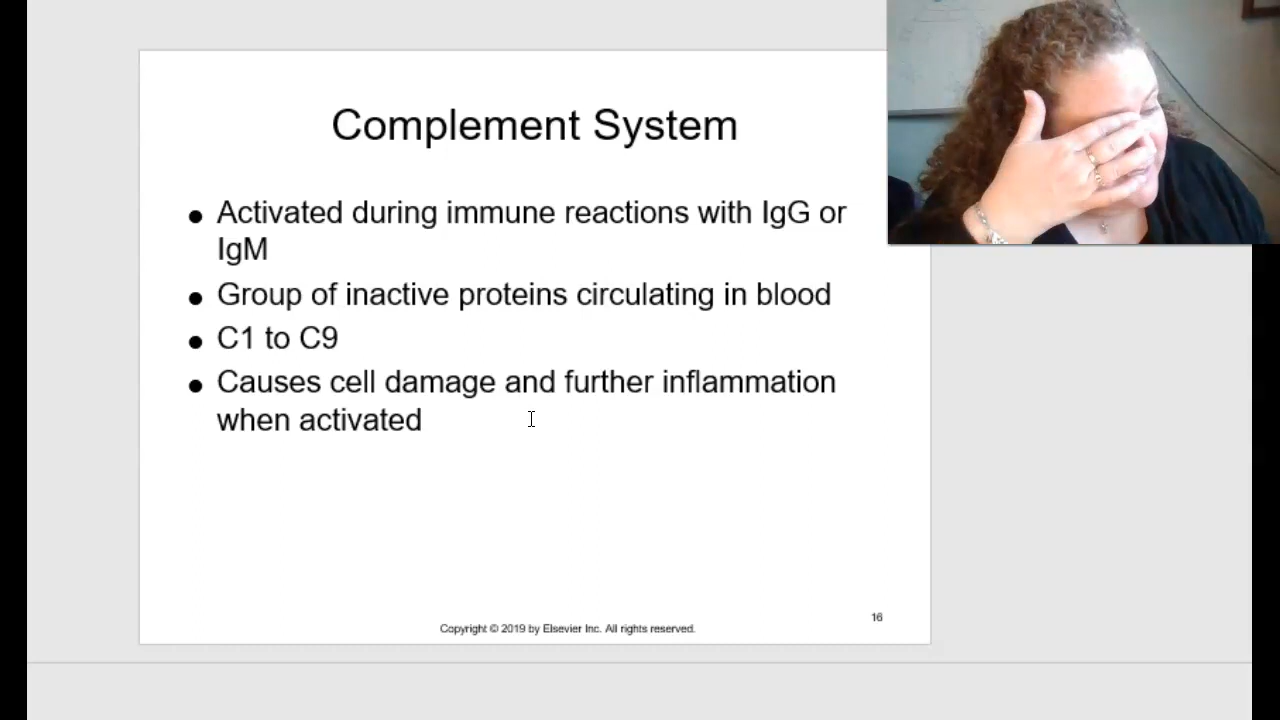 Complement System
● Activated during immune reactions with IgG or
IgM
● Group of inactive proteins circulating in blood
● C1 to C9
● Causes cell damage and further inflammation
when activated
16
Copyright © 2019 by Elsevier Inc. All rights reserved.